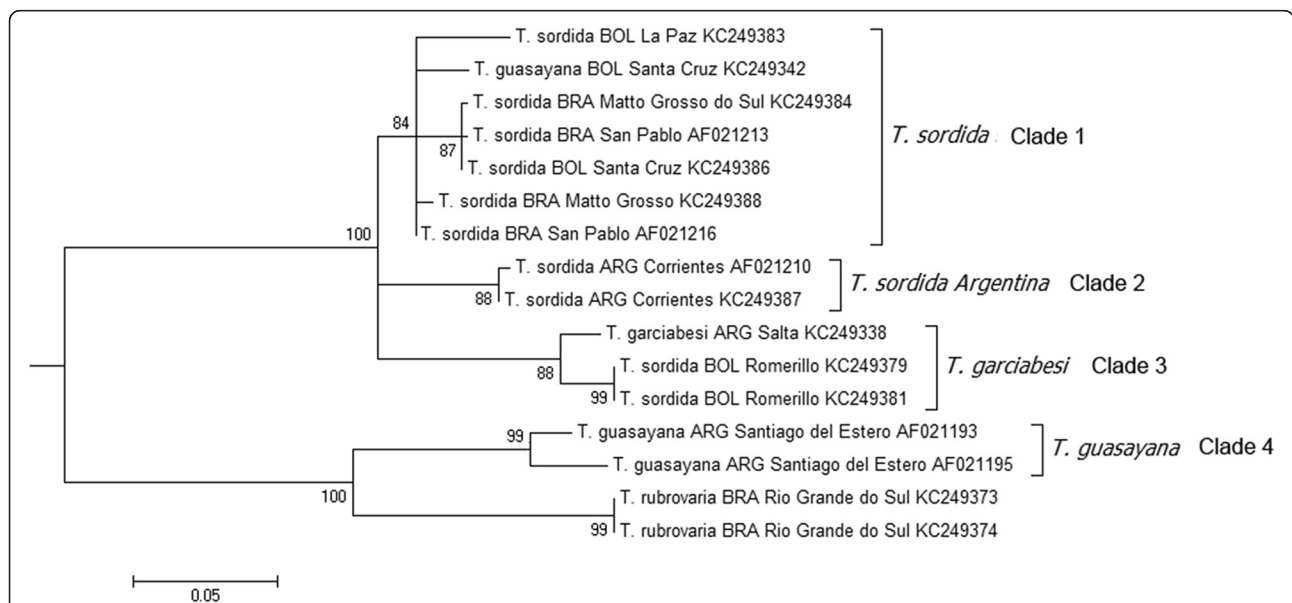 T. sordida BOL La Paz KC249383
T. guasayana BOL Santa Cruz KC249342
T. sordida BRA Matto Grosso do Sul KC249384
84
T. sordida BRA San Pablo AF021213
T. sordida Clade 1
87
T. sordida BOL Santa Cruz KC249386
T. sordida BRA Matto Grosso KC249388
100
T. sordida BRA San Pablo AF021216
T. sordida ARG Corrientes AF021210
T. sordida Argentina Clade 2
88
T. sordida ARG Corrientes KC249387
T. garciabesi ARG Salta KC249338
T. sordida BOL Romerillo KC249379
T. garciabesi Clade 3
88
99
T. sordida BOL Romerillo KC249381
99
T. guasayana ARG Santiago del Estero AF021193
T. guasayana Clade 4
T. guasayana ARG Santiago del Estero AF021195
100
T. rubrovaria BRA Rio Grande do Sul KC249373
99
T. rubrovaria BRA Rio Grande do Sul KC249374
0.05